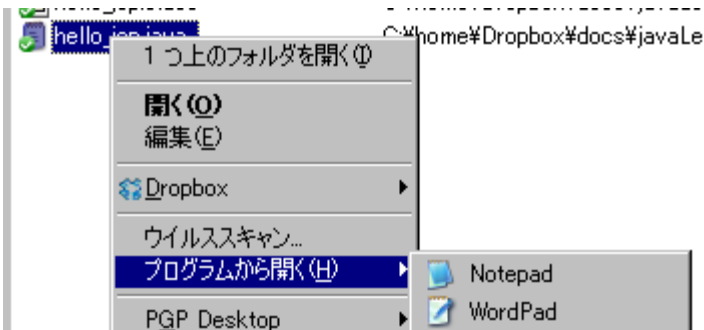 hello_jpn.java C:¥home¥Dropbox¥docs¥javaLe
1 つ上のフォルダを開く(I)
開く(O)
編集(E)
Dropbox
ウイルススキャン...
プログラムから開く(H)
Notepad
WordPad
PGP Desktop